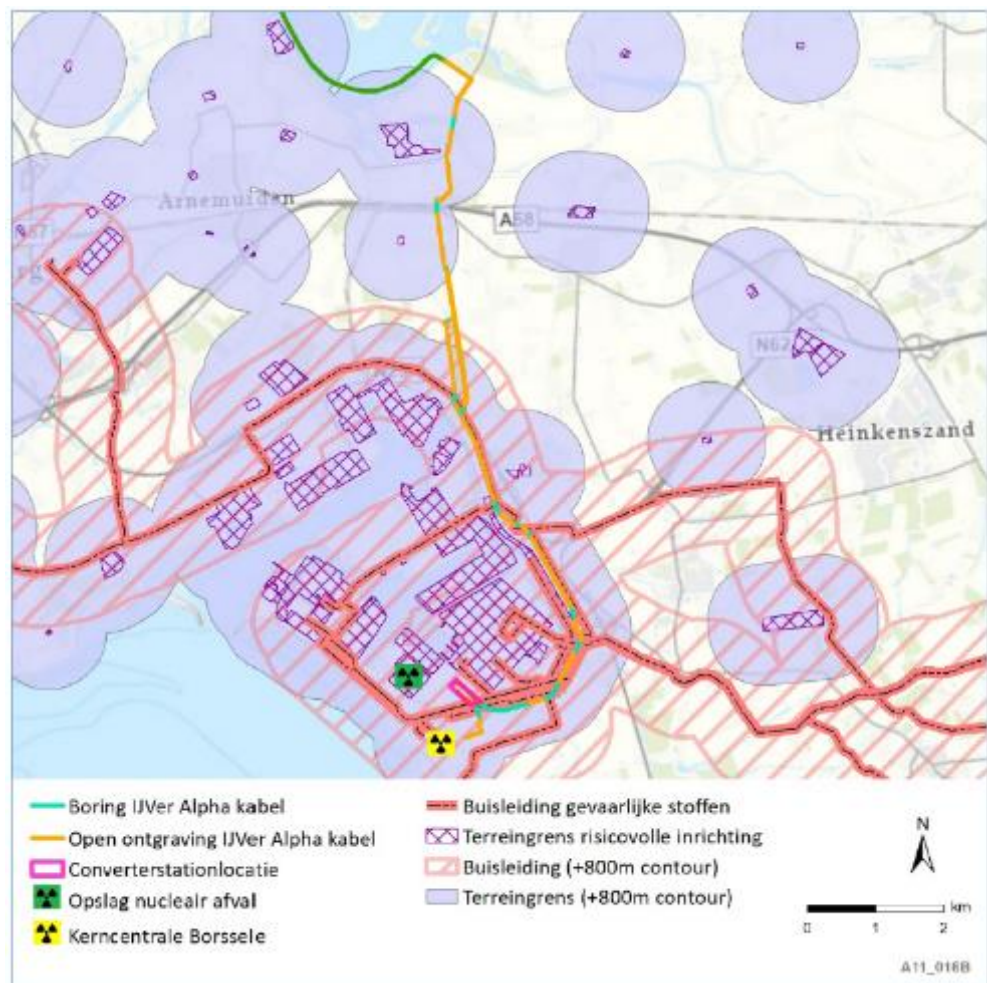 Arnemuiden
A58
N62
Heinkenszand
Boring IJVer Alpha kabel
Open ontgraving IJVer Alpha kabel
Converterstationlocatie
Opslag nucleair afval
Kerncentrale Borssele
Buisleiding gevaarlijke stoffen
Terreingrens risicovolle inrichting
Buisleiding (+800m contour)
Terreingrens (+800m contour)
N
km
0 1 2
A11_016B